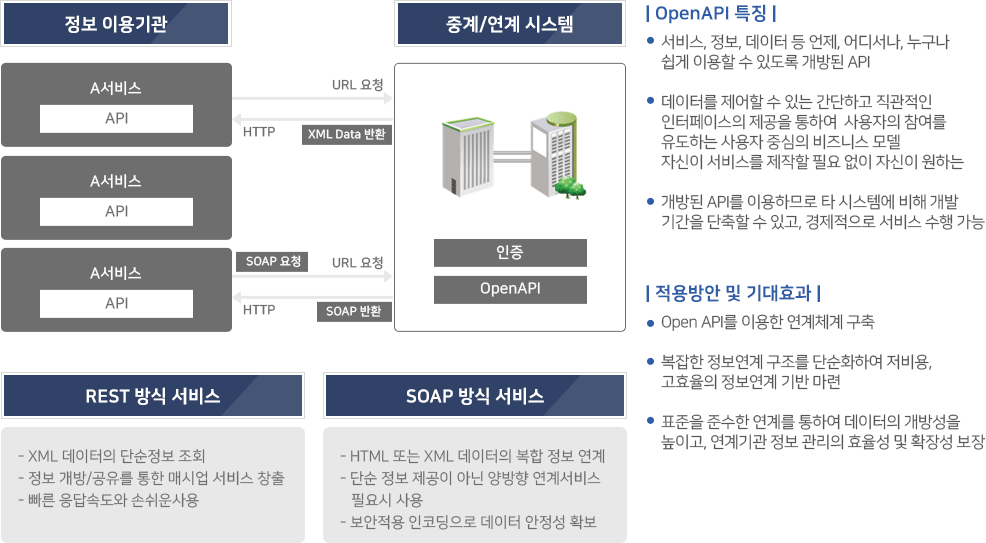 정보 이용기관
중계/연계 시스템
A서비스
API
URL 요청
HTTP
XML Data 반환
A서비스
API
A서비스
API
SOAP 요청
URL 요청
HTTP
SOAP 반환
인증
OpenAPI
REST 방식 서비스
- XML 데이터의 단순정보 조회
- 정보 개방/공유를 통한 매시업 서비스 창출
- 빠른 응답속도와 손쉬운사용
SOAP 방식 서비스
- HTML 또는 XML 데이터의 복합 정보 연계
- 단순 정보 제공이 아닌 양방향 연계서비스
필요시 사용
- 보안적용 인코딩으로 데이터 안정성 확보
| OpenAPI 특징 |
• 서비스, 정보, 데이터 등 언제, 어디서나, 누구나
쉽게 이용할 수 있도록 개방된 API
• 데이터를 제어할 수 있는 간단하고 직관적인
인터페이스의 제공을 통하여 사용자의 참여를
유도하는 사용자 중심의 비즈니스 모델
자신이 서비스를 제작할 필요 없이 자신이 원하는
• 개방된 API를 이용하므로 타 시스템에 비해 개발
기간을 단축할 수 있고, 경제적으로 서비스 수행 가능
| 적용방안 및 기대효과 |
• Open API를 이용한 연계체계 구축
• 복잡한 정보연계 구조를 단순화하여 저비용,
고효율의 정보연계 기반 마련
• 표준을 준수한 연계를 통하여 데이터의 개방성을
높이고, 연계기관 정보 관리의 효율성 및 확장성 보장